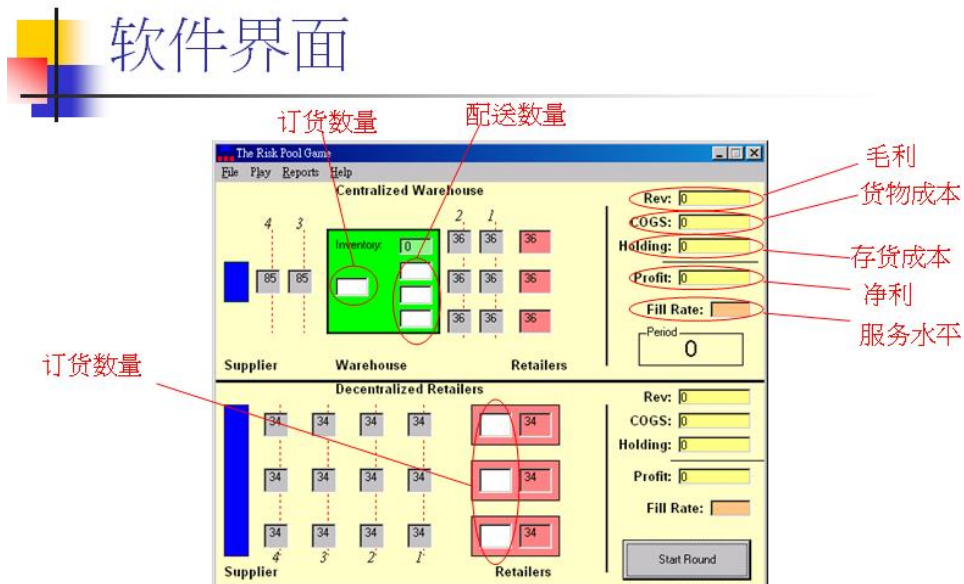 软件界面
订货数量
配送数量
The Risk Pool Game
File Play Reports Help
Centralized Warehouse
4 3
2 1
Inventory: 0
36 36 36
85 85
36 36 36
36 36 36
Supplier Warehouse Retailers
Rev: 0
COGS: 0
Holding: 0
Profit: 0
Fill Rate:
Period
0
毛利
货物成本
存货成本
净利
服务水平
订货数量
Decentralized Retailers
34 34 34 34 34
34 34 34 34 34
34 34 34 34 34
4 3 2 1
Supplier Retailers
Rev: 0
COGS: 0
Holding: 0
Profit: 0
Fill Rate:
Start Round